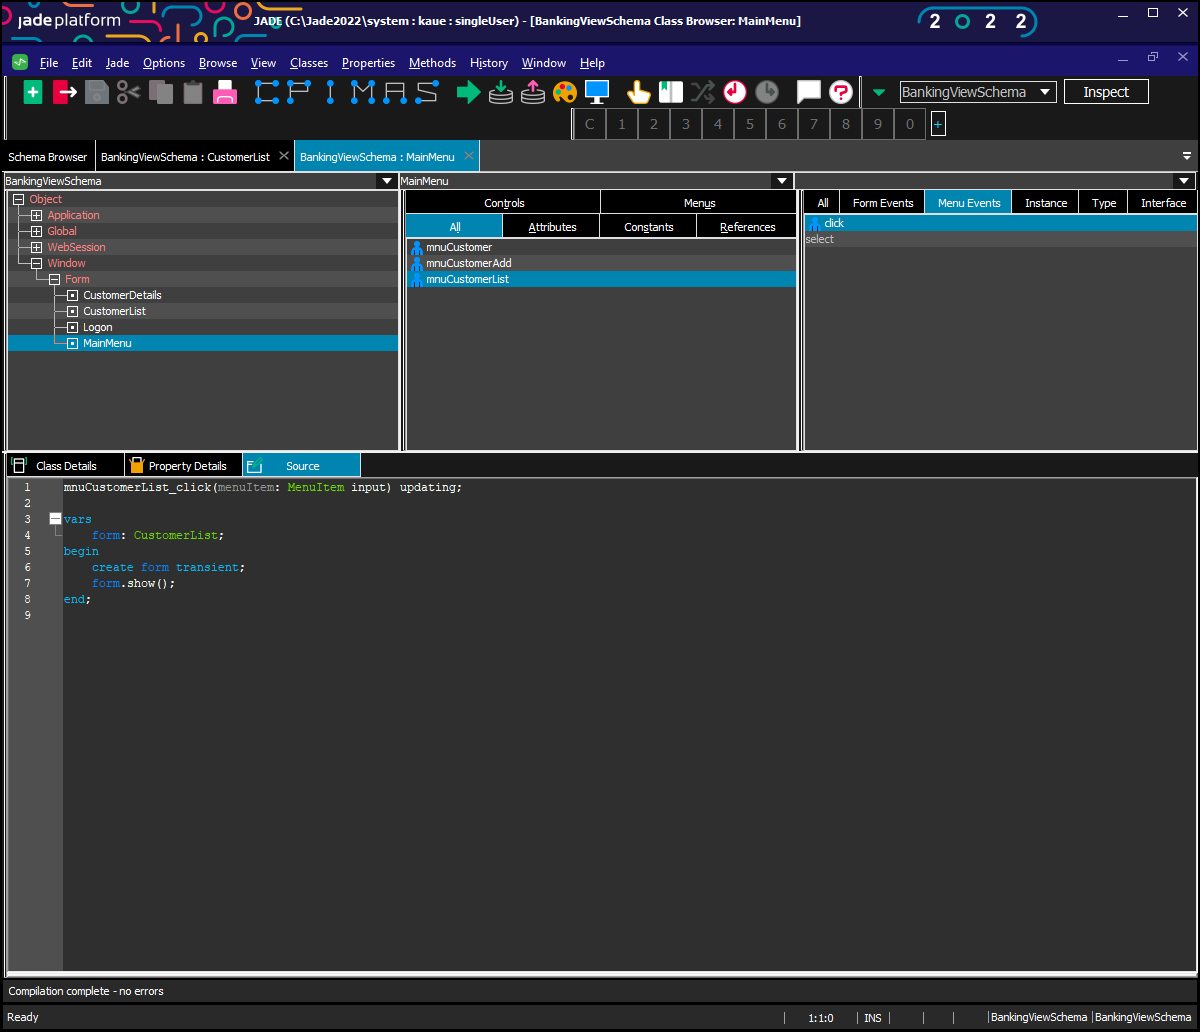 jade platform
JADE (C:\Jade2022\system : kaue : singleUser) - [BankingViewSchema Class Browser: MainMenu]
2 0 2 2
File Edit Jade Options Browse View Classes Properties Methods History Window Help
BankingViewSchema Inspect
C 1 2 3 4 5 6 7 8 9 0 +
Schema Browser BankingViewSchema : CustomerList BankingViewSchema : MainMenu
BankingViewSchema MainMenu
Object
Application
Global
WebSession
Window
Form
CustomerDetails
CustomerList
Logon
MainMenu
Controls Menus
All Attributes Constants References
mnuCustomer
mnuCustomerAdd
mnuCustomerList
All Form Events Menu Events Instance Type Interface
click
select
Class Details Property Details Source
1 mnuCustomerList_click(menuItem: MenuItem input) updating;
2
3 vars
4 form: CustomerList;
5 begin
6 create form transient;
7 form.show();
8 end;
9
Compilation complete - no errors
Ready 1:1:0 INS BankingViewSchema BankingViewSchema